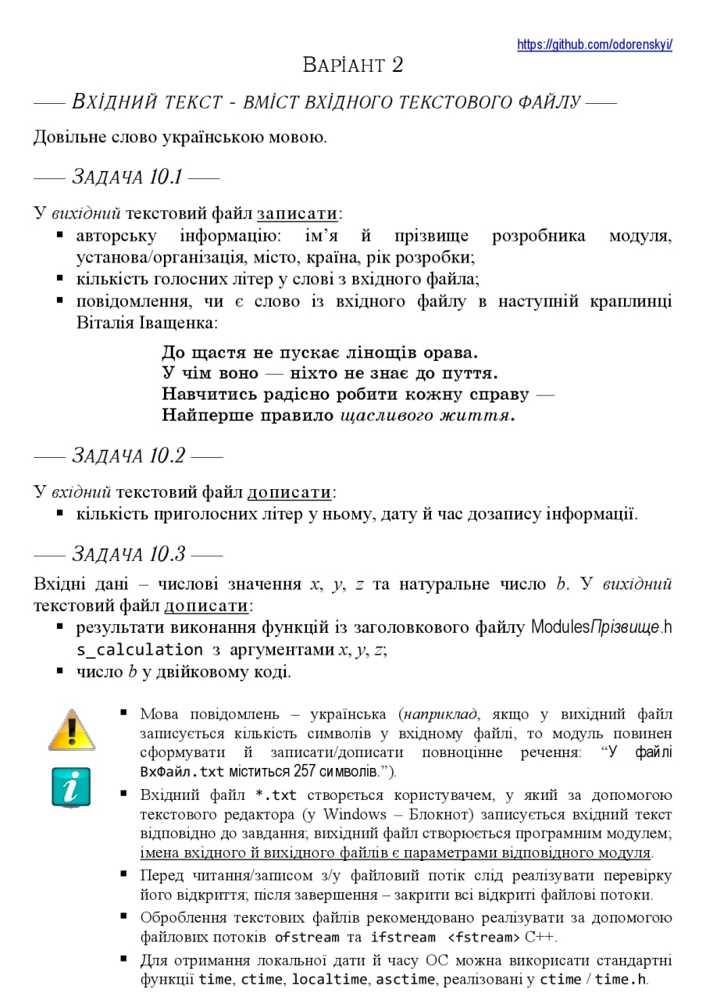 https://github.com/odorenskyi/
Варіант 2
Вхідний текст - вміст вхідного текстового файлу
Довільне слово українською мовою.
Задача 10.1
У вихідний текстовий файл записати:
▪ авторську інформацію: ім’я й прізвище розробника модуля,
установа/організація, місто, країна, рік розробки;
▪ кількість голосних літер у слові з вхідного файла;
▪ повідомлення, чи є слово із вхідного файлу в наступній краплинці
Віталія Іващенка:
До щастя не пускає лінощів орава.
У чім воно — ніхто не знає до пуття.
Навчитись радісно робити кожну справу —
Найперше правило щасливого життя.
Задача 10.2
У вхідний текстовий файл дописати:
▪ кількість приголосних літер у ньому, дату й час дозапису інформації.
Задача 10.3
Вхідні дані – числові значення x, y, z та натуральне число b. У вихідний
текстовий файл дописати:
▪ результати виконання функцій із заголовкового файлу ModulesПрізвище.h
s_calculation з аргументами x, y, z;
▪ число b у двійковому коді.
▪ Мова повідомлень – українська (наприклад, якщо у вихідний файл
записується кількість символів у вхідному файлі, то модуль повинен
сформувати й записати/дописати повноцінне речення: “У файлі
ВхФайл.txt міститься 257 символів.”).
▪ Вхідний файл *.txt створється користувачем, у який за допомогою
текстового редактора (у Windows – Блокнот) записується вхідний текст
відповідно до завдання; вихідний файл створюється програмним модулем;
імена вхідного й вихідного файлів є параметрами відповідного модуля.
▪ Перед читання/записом з/у файловий потік слід реалізувати перевірку
його відкриття; після завершення – закрити всі відкриті файлові потоки.
▪ Оброблення текстових файлів рекомендовано реалізувати за допомогою
файлових потоків ofstream та ifstream <fstream> C++.
▪ Для отримання локальної дати й часу ОС можна використати стандартні
функції time, ctime, localtime, asctime, реалізовані у ctime / time.h.